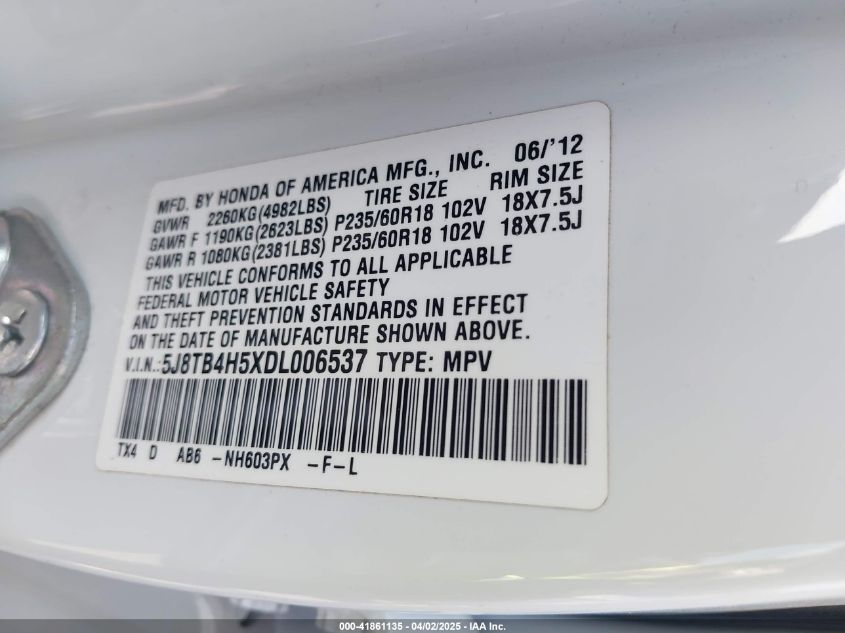 MFD. BY HONDA OF AMERICA MFG., INC. 06/'12
GVWR 2260KG(4982LBS) TIRE SIZE RIM SIZE
GAWR F 1190KG(2623LBS) P235/60R18 102V 18X7.5J
GAWR R 1080KG(2381LBS) P235/60R18 102V 18X7.5J
THIS VEHICLE CONFORMS TO ALL APPLICABLE
FEDERAL MOTOR VEHICLE SAFETY
AND THEFT PREVENTION STANDARDS IN EFFECT
ON THE DATE OF MANUFACTURE SHOWN ABOVE.
V.I.N.:5J8TB4H5XDL006537 TYPE: MPV
TX4 D AB6 -NH603PX -F-L
000-41861135 - 04/02/2025 - IAA Inc.